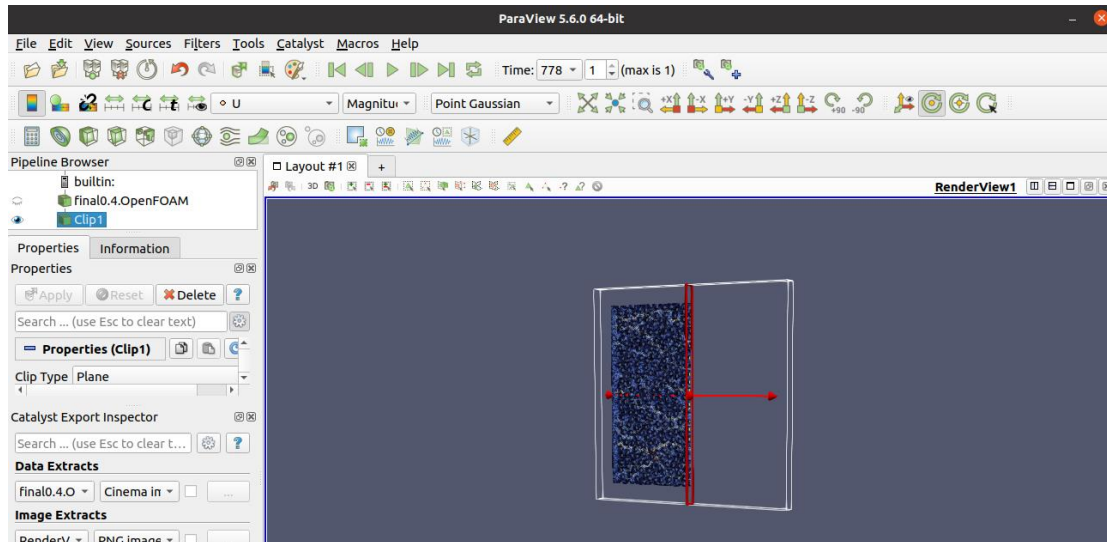 ParaView 5.6.0 64-bit
File Edit View Sources Filters Tools Catalyst Macros Help
Time: 778 1 (max is 1)
U Magnitu Point Gaussian +X -X +Y -Y +Z -Z +90 -90
Pipeline Browser
Layout #1 +
builtin:
3D
RenderView1
final0.4.OpenFOAM
Clip1
Properties Information
Properties
Apply Reset Delete ?
Search ... (use Esc to clear text)
Properties (Clip1)
Clip Type Plane
Catalyst Export Inspector
Search ... (use Esc to clear t... ?
Data Extracts
final0.4.O Cinema in ...
Image Extracts
RenderV PNG image